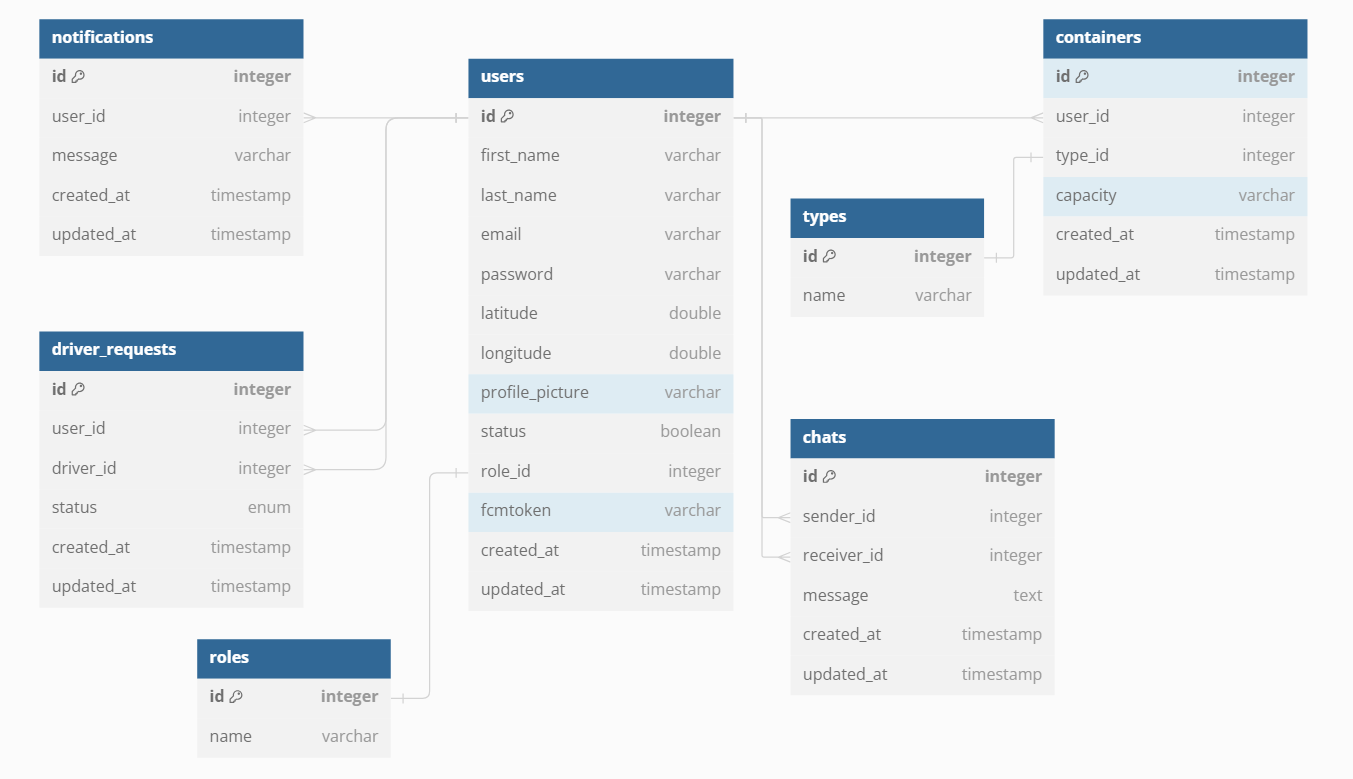 notifications
id integer
user_id integer
message varchar
created_at timestamp
updated_at timestamp
driver_requests
id integer
user_id integer
driver_id integer
status enum
created_at timestamp
updated_at timestamp
roles
id integer
name varchar
users
id integer
first_name varchar
last_name varchar
email varchar
password varchar
latitude double
longitude double
profile_picture varchar
status boolean
role_id integer
fcmtoken varchar
created_at timestamp
updated_at timestamp
types
id integer
name varchar
containers
id integer
user_id integer
type_id integer
capacity varchar
created_at timestamp
updated_at timestamp
chats
id integer
sender_id integer
receiver_id integer
message text
created_at timestamp
updated_at timestamp